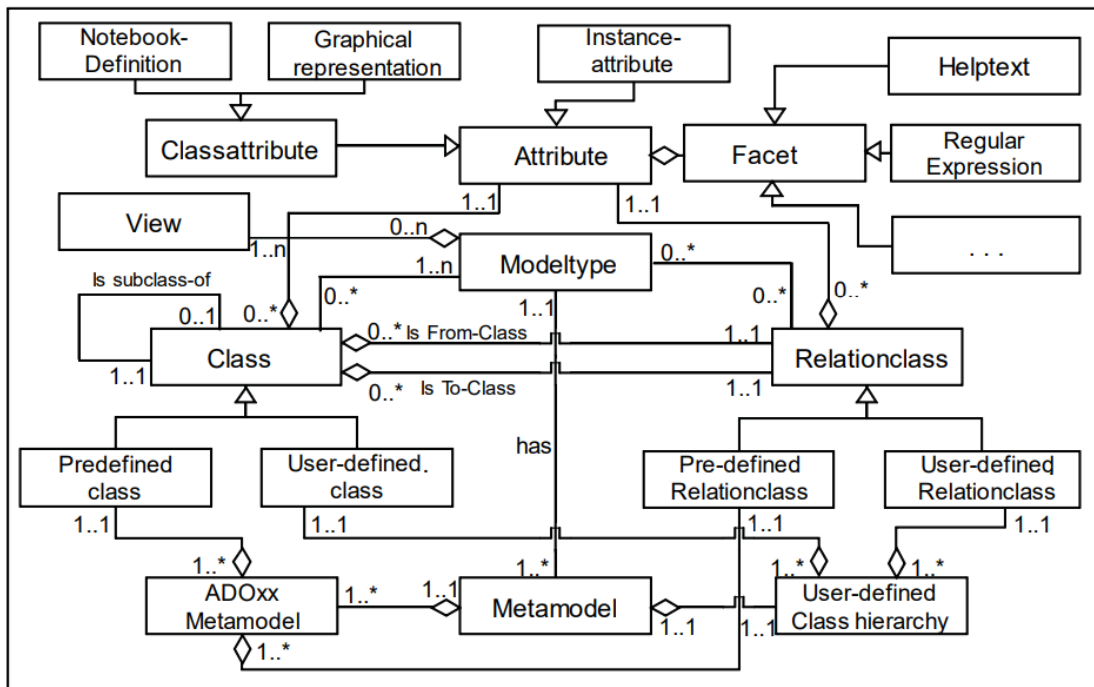 Notebook-
Definition
Graphical
representation
Instance-
attribute
Helptext
Classattribute
Attribute
Facet
Regular
Expression
1..1
1..1
View
0..n
1..n
Modeltype
. . .
Is subclass-of
1..n
0..*
0..*
0..1
0..*
1..1
0..*
0..*
Class
0..*
Is From-Class
1..1
Relationclass
1..1
0..*
Is To-Class
1..1
has
Predefined
class
User-defined.
class
Pre-defined
Relationclass
User-defined
Relationclass
1..1
1..1
1..1
1..1
1..*
1..*
1..*
1..*
ADOxx
Metamodel
1..*
1..1
Metamodel
1..1
1..1
User-defined
Class hierarchy
1..*